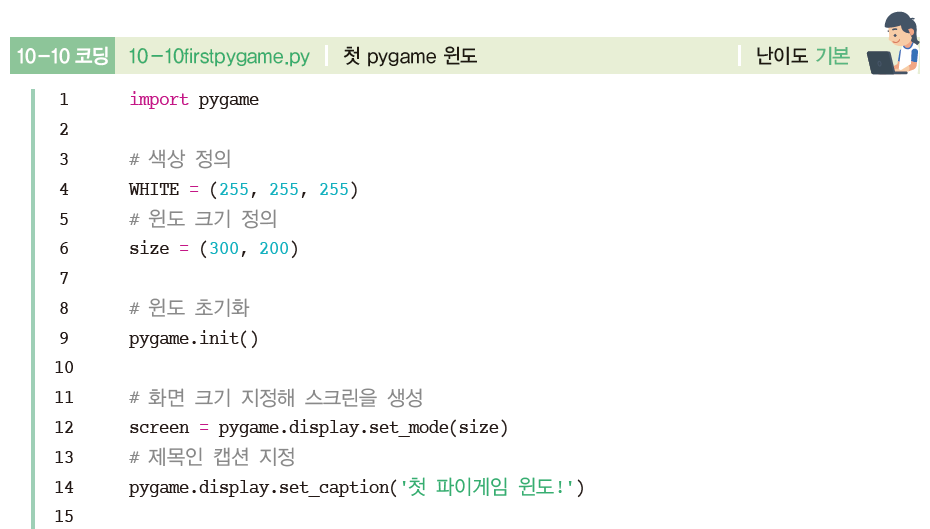 10-10 코딩 10-10firstpygame.py 첫 pygame 윈도 난이도 기본
1 import pygame
2
3 # 색상 정의
4 WHITE = (255, 255, 255)
5 # 윈도 크기 정의
6 size = (300, 200)
7
8 # 윈도 초기화
9 pygame.init()
10
11 # 화면 크기 지정해 스크린을 생성
12 screen = pygame.display.set_mode(size)
13 # 제목인 캡션 지정
14 pygame.display.set_caption('첫 파이게임 윈도!')
15